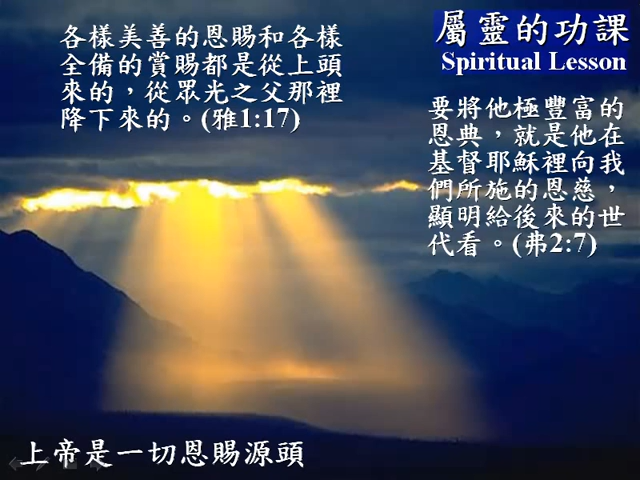 屬靈的功課
Spiritual Lesson
各樣美善的恩賜和各樣
全備的賞賜都是從上頭
來的，從眾光之父那裡
降下來的。(雅1:17)
要將他極豐富的
恩典，就是他在
基督耶穌裡向我
們所施的恩慈，
顯明給後來的世
代看。(弗2:7)
上帝是一切恩賜源頭